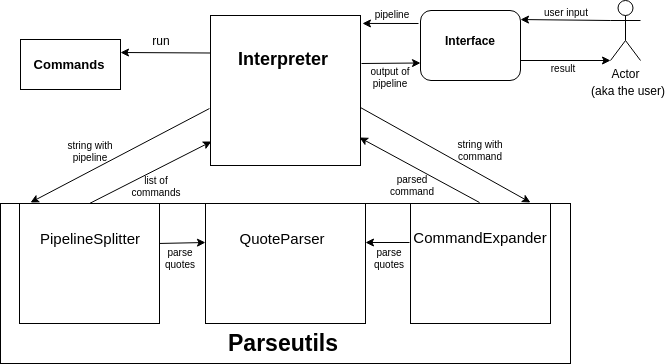 pipeline
user input
run
Interpreter
Interface
Commands
output of
pipeline
result
Actor
(aka the user)
string with
pipeline
string with
command
list of
commands
parsed
command
PipelineSplitter
QuoteParser
CommandExpander
parse
quotes
parse
quotes
Parseutils